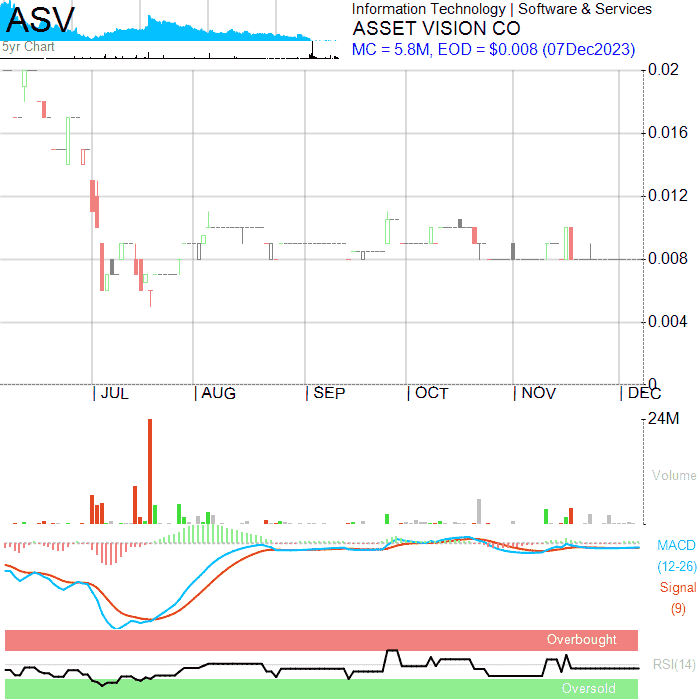 ASV
5yr Chart
Information Technology | Software & Services
ASSET VISION CO
MC = 5.8M, EOD = $0.008 (07Dec2023)
0.02
0.016
0.012
0.008
0.004
0
JUL AUG SEP OCT NOV DEC
24M
Volume
MACD
(12-26)
Signal
(9)
Overbought
RSI(14)
Oversold